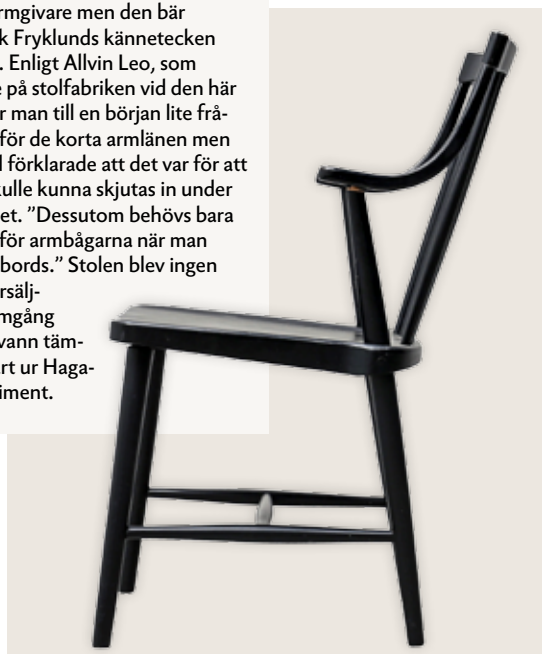 rmgivare men den bär
k Fryklunds kännetecken
. Enligt Allvin Leo, som
e på stolfabriken vid den här
r man till en början lite frå-
för de korta armlänen men
l förklarade att det var för att
kulle kunna skjutas in under
et. ”Dessutom behövs bara
för armbågarna när man
bords.” Stolen blev ingen
rsälj-
mgång
vann täm-
rt ur Haga-
iment.